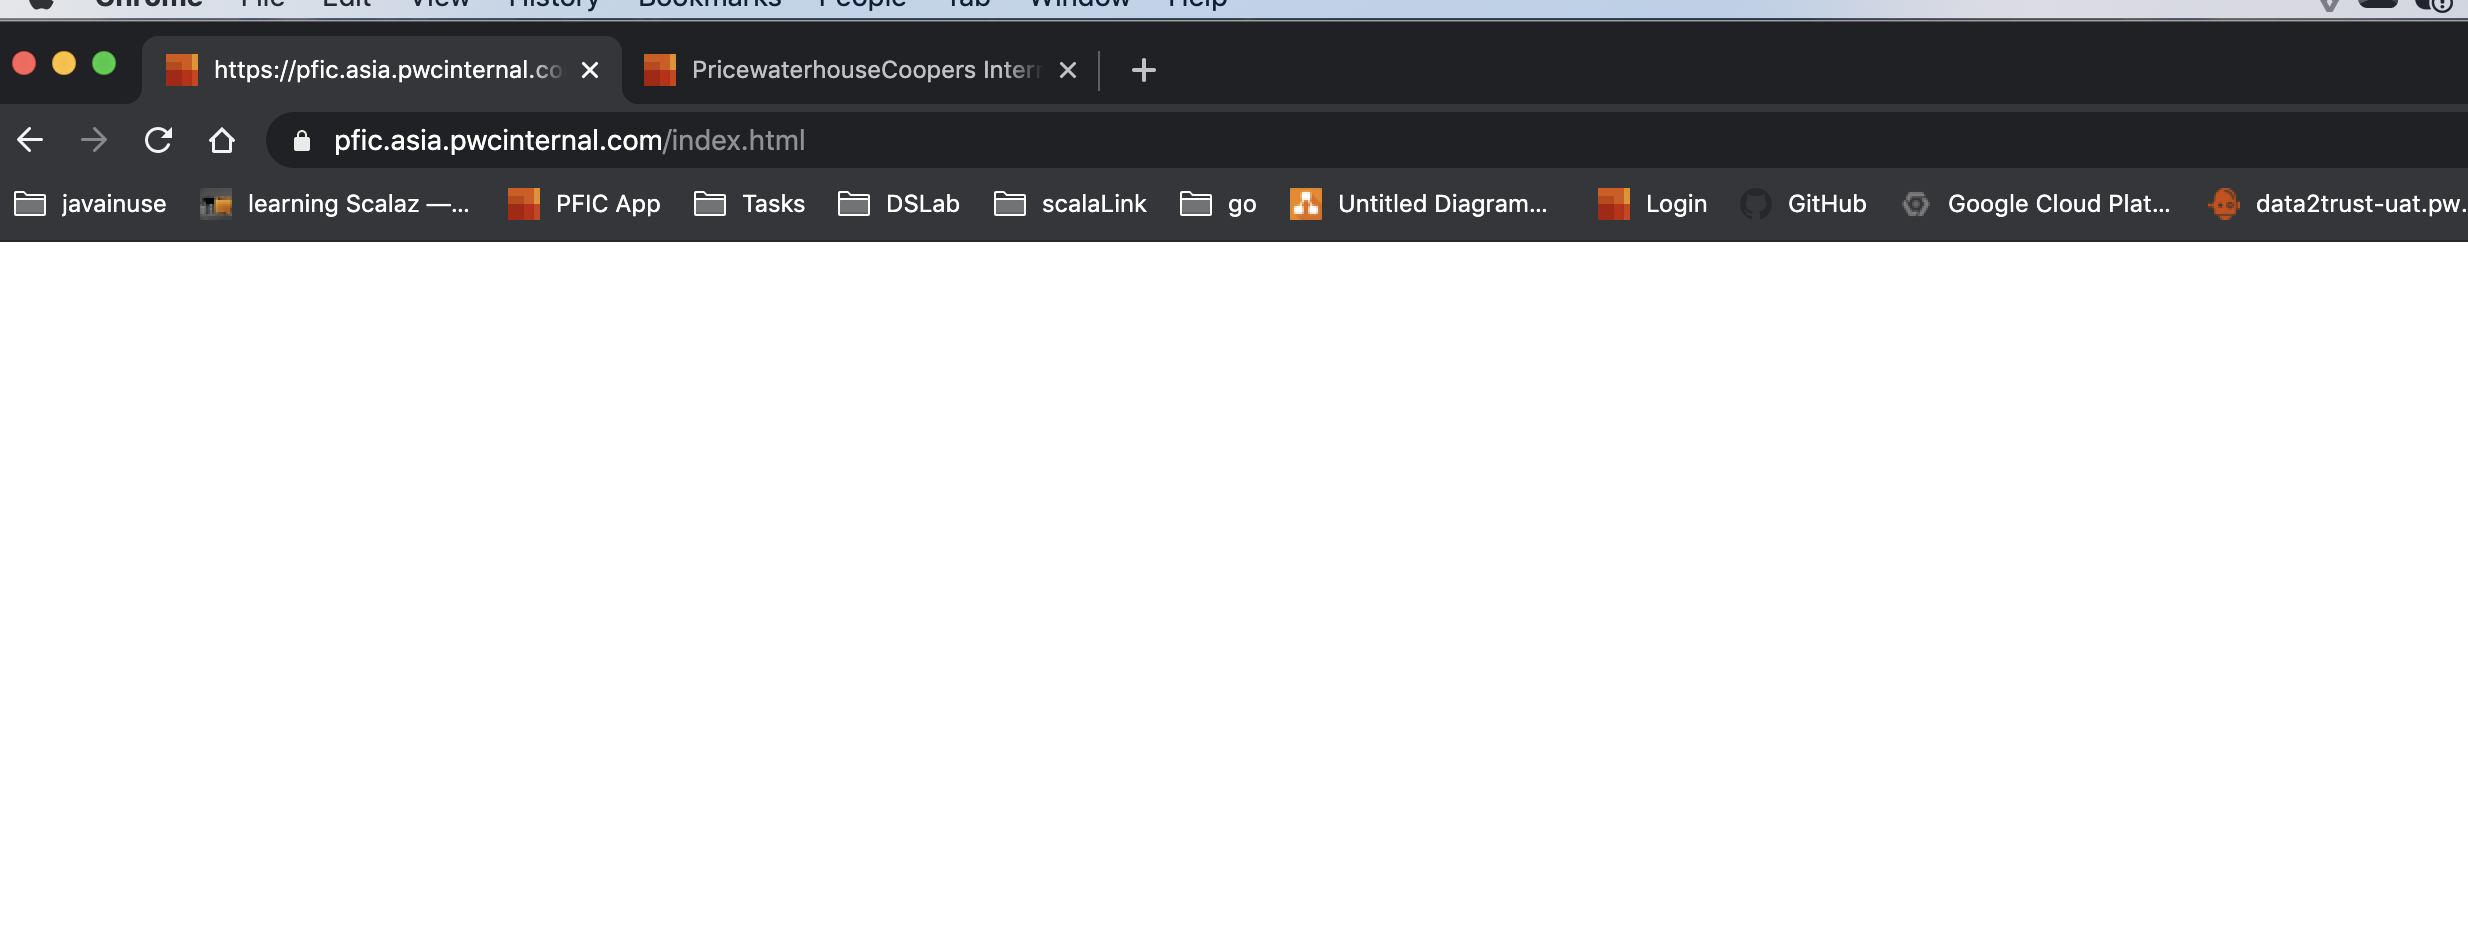 Chrome File Edit View History Bookmarks People Tab Window Help
https://pfic.asia.pwcinternal.co PricewaterhouseCoopers Intern
pfic.asia.pwcinternal.com/index.html
javainuse learning Scalaz —... PFIC App Tasks DSLab scalaLink go Untitled Diagram... Login GitHub Google Cloud Plat... data2trust-uat.pw.